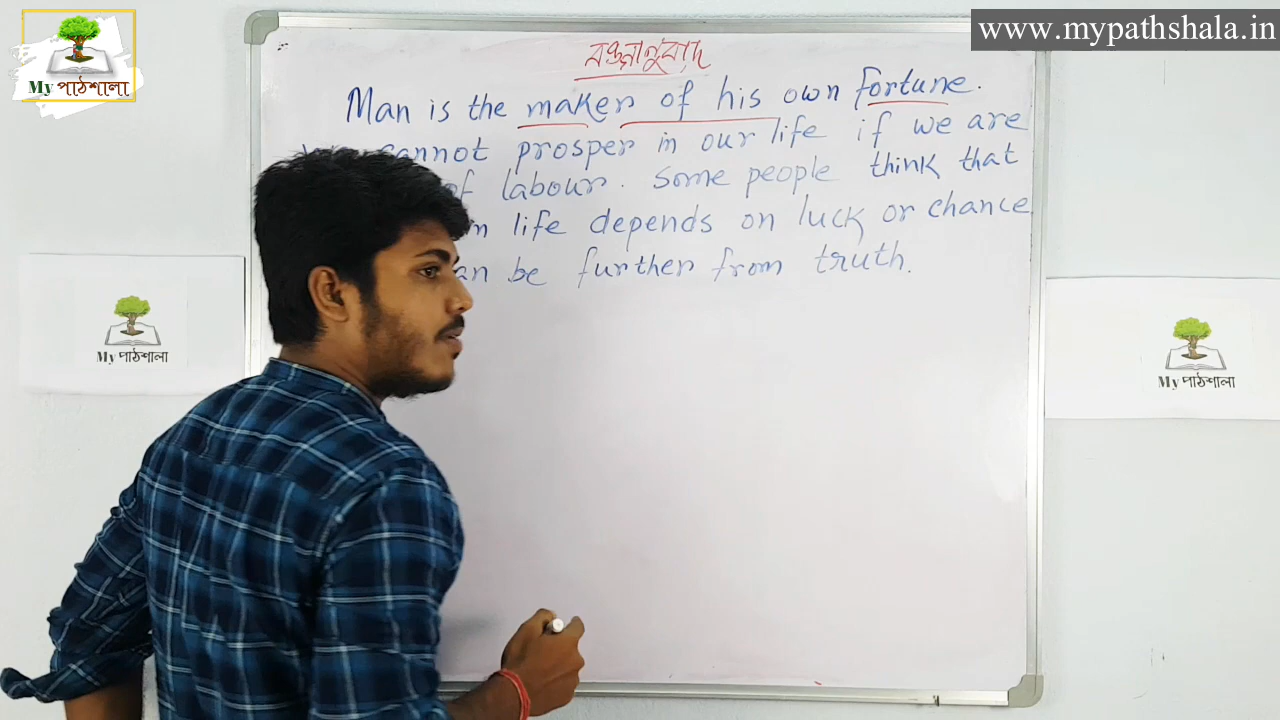 www.mypathshala.in
My পাঠশালা
বঙ্গানুবাদ
Man is the maker of his own fortune.
cannot prosper in our life if we are
of labour. Some people think that
life depends on luck or chance
be further from truth.
My পাঠশালা
My পাঠশালা